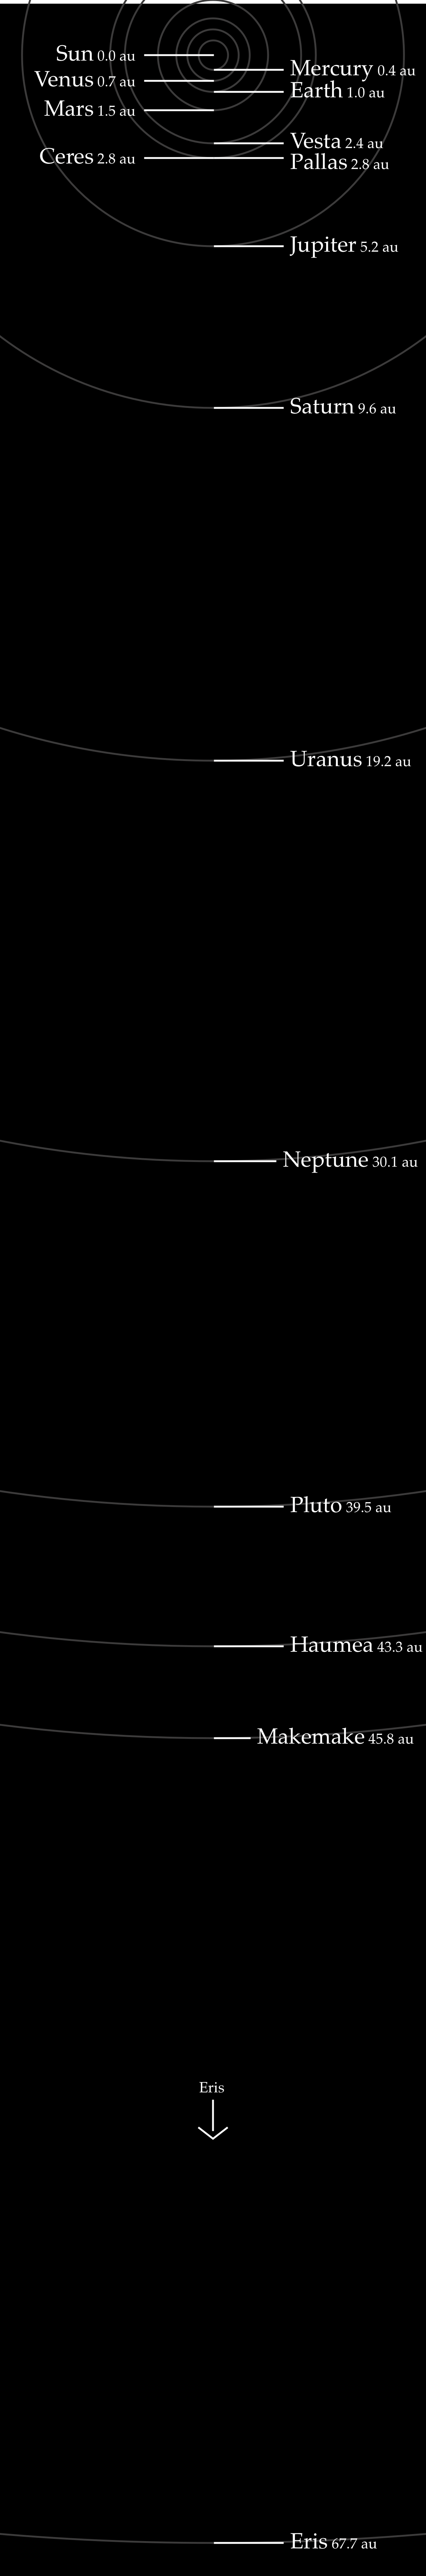 Sun 0.0 au
Mercury 0.4 au
Venus 0.7 au
Earth 1.0 au
Mars 1.5 au
Vesta 2.4 au
Ceres 2.8 au
Pallas 2.8 au
Jupiter 5.2 au
Saturn 9.6 au
Uranus 19.2 au
Neptune 30.1 au
Pluto 39.5 au
Haumea 43.3 au
Makemake 45.8 au
Eris
Eris 67.7 au